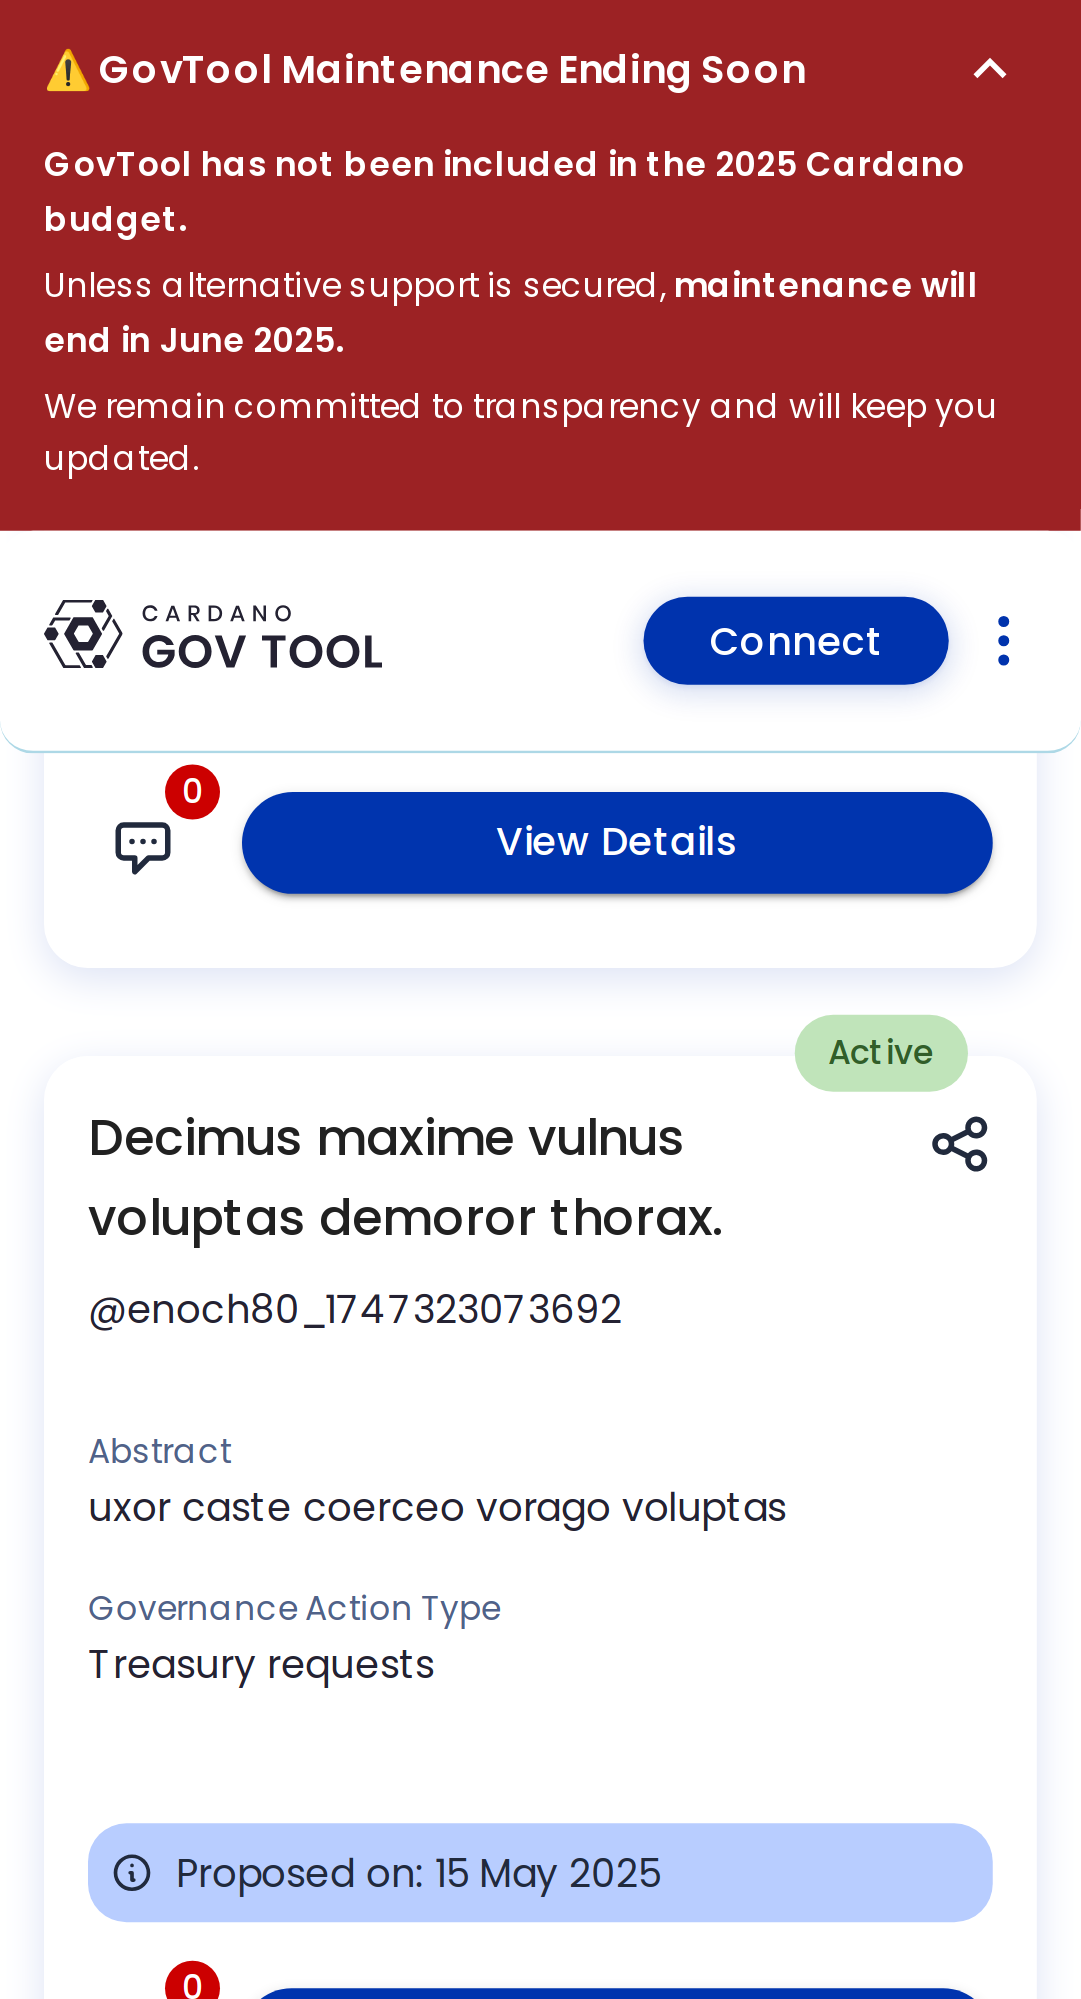 ⚠️ GovTool Maintenance Ending Soon
GovTool has not been included in the 2025 Cardano
budget.
Unless alternative support is secured, maintenance will
end in June 2025.
We remain committed to transparency and will keep you
updated.
CARDANO
GOV TOOL
Connect
0
View Details
Active
Decimus maxime vulnus
voluptas demoror thorax.
@enoch80_1747323073692
Abstract
uxor caste coerceo vorago voluptas
Governance Action Type
Treasury requests
Proposed on: 15 May 2025
0